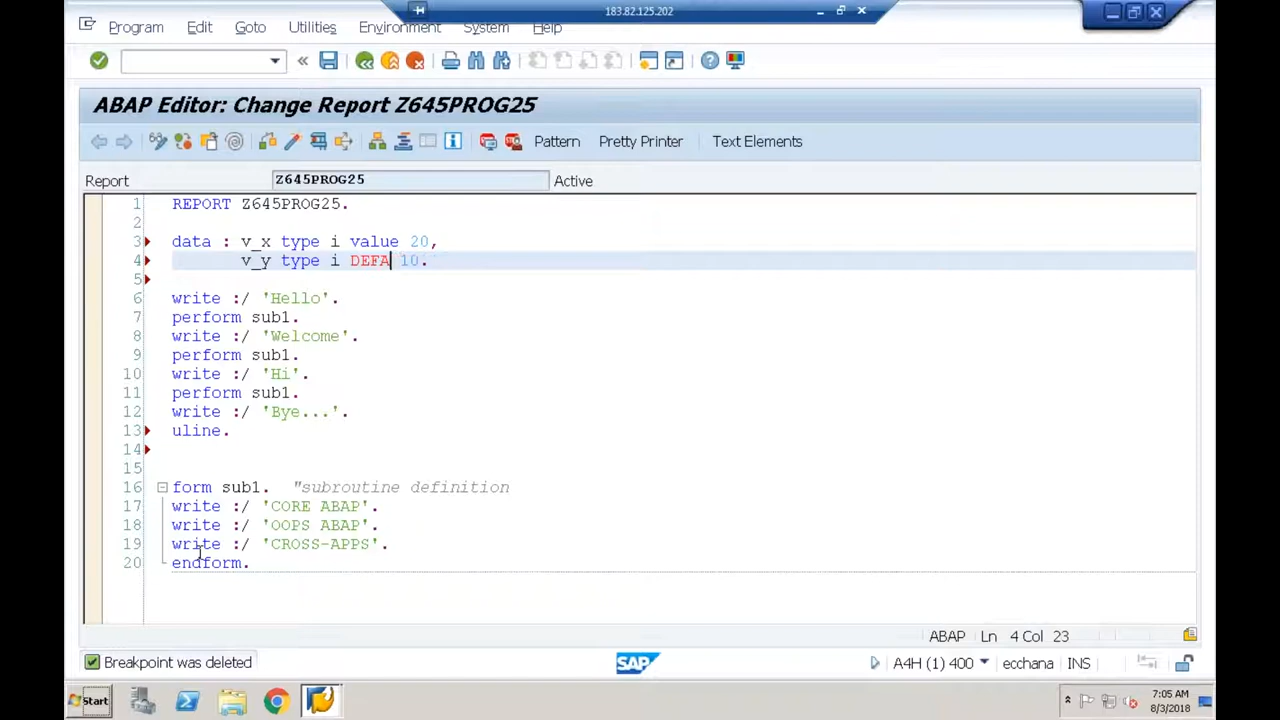 183.82.125.202
Program Edit Goto Utilities Environment System Help
ABAP Editor: Change Report Z645PROG25
Pattern Pretty Printer Text Elements
Report Z645PROG25 Active
1 REPORT Z645PROG25.
2
3 data : v_x type i value 20,
4 v_y type i DEFA 10.
5
6 write :/ 'Hello'.
7 perform sub1.
8 write :/ 'Welcome'.
9 perform sub1.
10 write :/ 'Hi'.
11 perform sub1.
12 write :/ 'Bye...'.
13 uline.
14
15
16 form sub1. "subroutine definition
17 write :/ 'CORE ABAP'.
18 write :/ 'OOPS ABAP'.
19 write :/ 'CROSS-APPS'.
20 endform.
ABAP Ln 4 Col 23
Breakpoint was deleted SAP A4H (1) 400 ecchana INS
Start 7:05 AM
8/3/2018